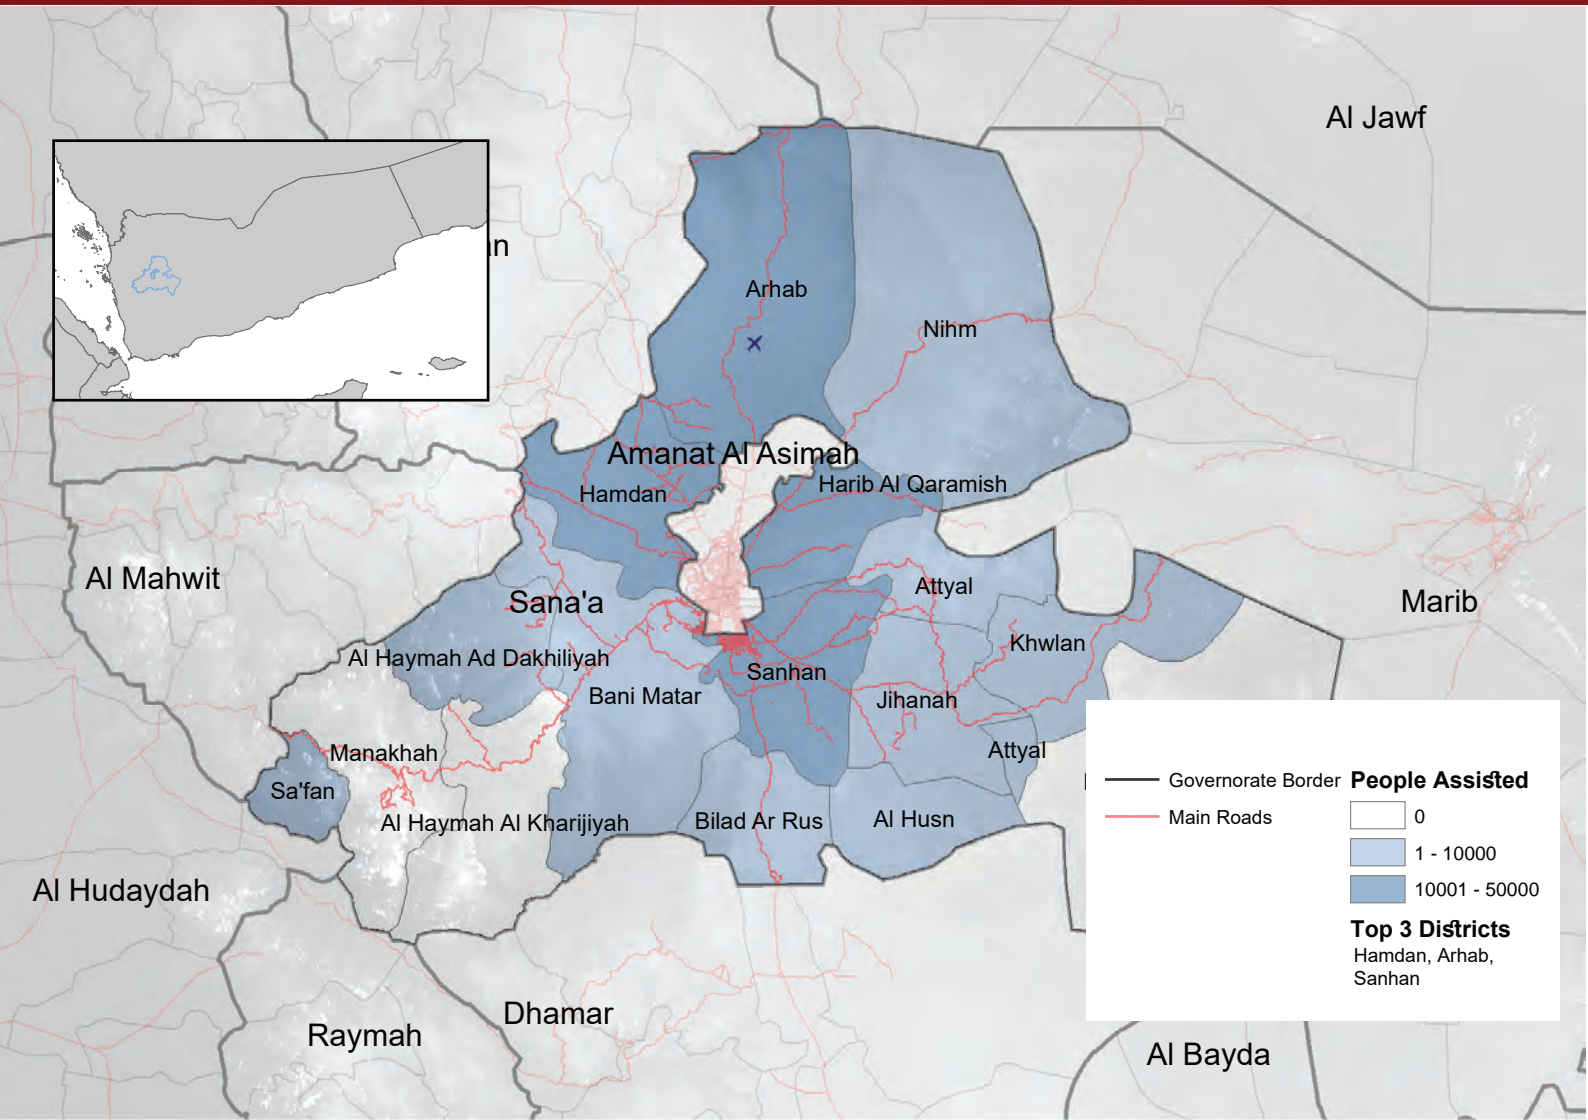 Al Jawf
an
Arhab
Nihm
Amanat Al Asimah
Harib Al Qaramish
Hamdan
Al Mahwit
Attyal
Sana'a
Marib
Khwlan
Al Haymah Ad Dakhiliyah
Sanhan
Bani Matar
Jihanah
Attyal
Manakhah
Sa'fan
Al Haymah Al Kharijiyah
Bilad Ar Rus
Al Husn
Governorate Border
Main Roads
People Assisted
0
1 - 10000
10001 - 50000
Top 3 Districts
Hamdan, Arhab,
Sanhan
Al Hudaydah
Dhamar
Raymah
Al Bayda